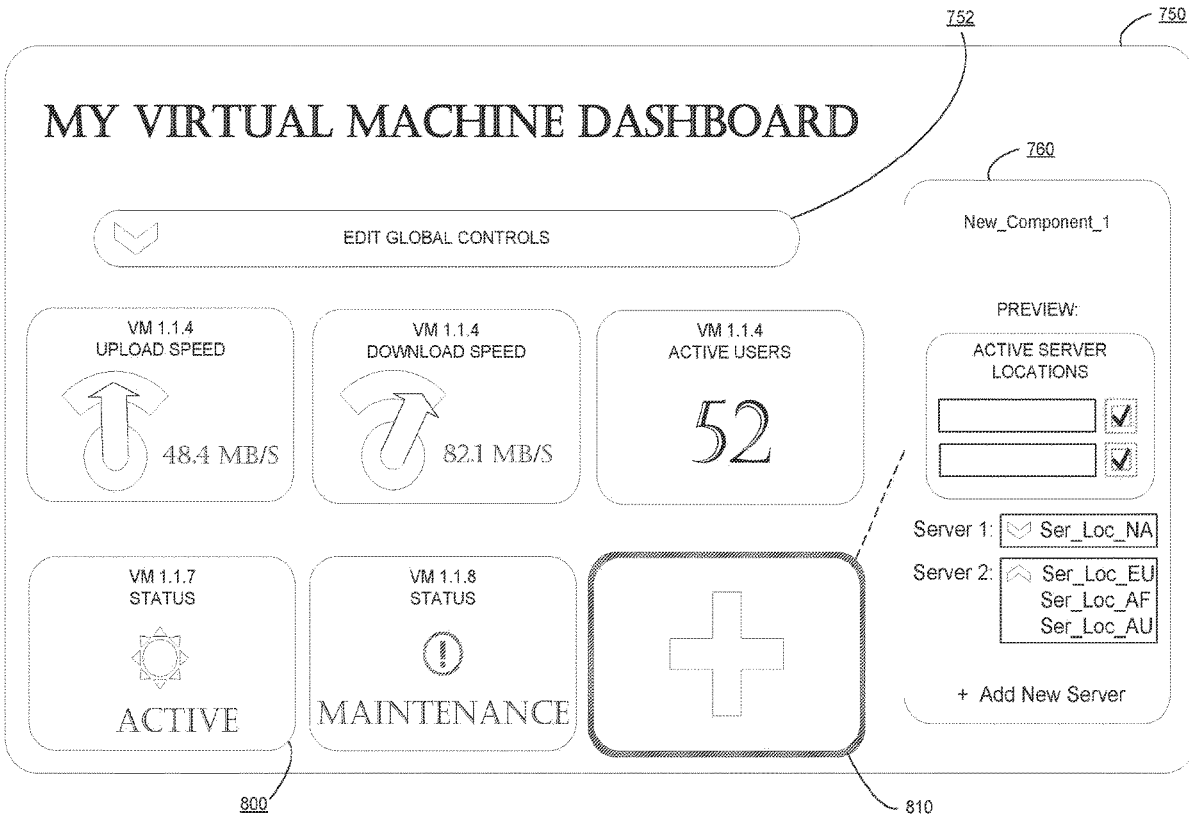 752
750
MY VIRTUAL MACHINE DASHBOARD
760
EDIT GLOBAL CONTROLS
New_Component_1
VM 1.1.4
UPLOAD SPEED
48.4 MB/S
VM 1.1.4
DOWNLOAD SPEED
82.1 MB/S
VM 1.1.4
ACTIVE USERS
52
PREVIEW:
ACTIVE SERVER
LOCATIONS
Server 1: Ser_Loc_NA
Server 2: Ser_Loc_EU
Ser_Loc_AF
Ser_Loc_AU
+ Add New Server
VM 1.1.7
STATUS
ACTIVE
VM 1.1.8
STATUS
MAINTENANCE
800
810